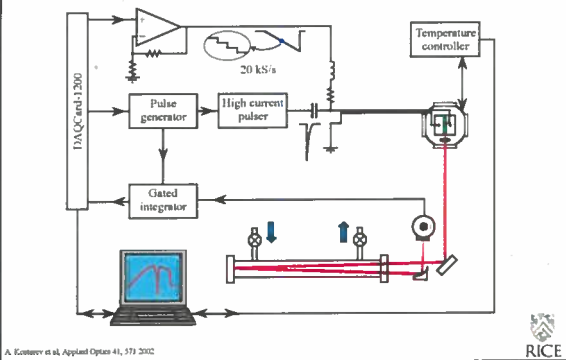 Temperature
controller
20 kS/s
DAQCard-1200
Pulse
generator
High current
pulser
Gated
integrator
A. Kosterev et al, Applied Optics 41, 573 2002
RICE